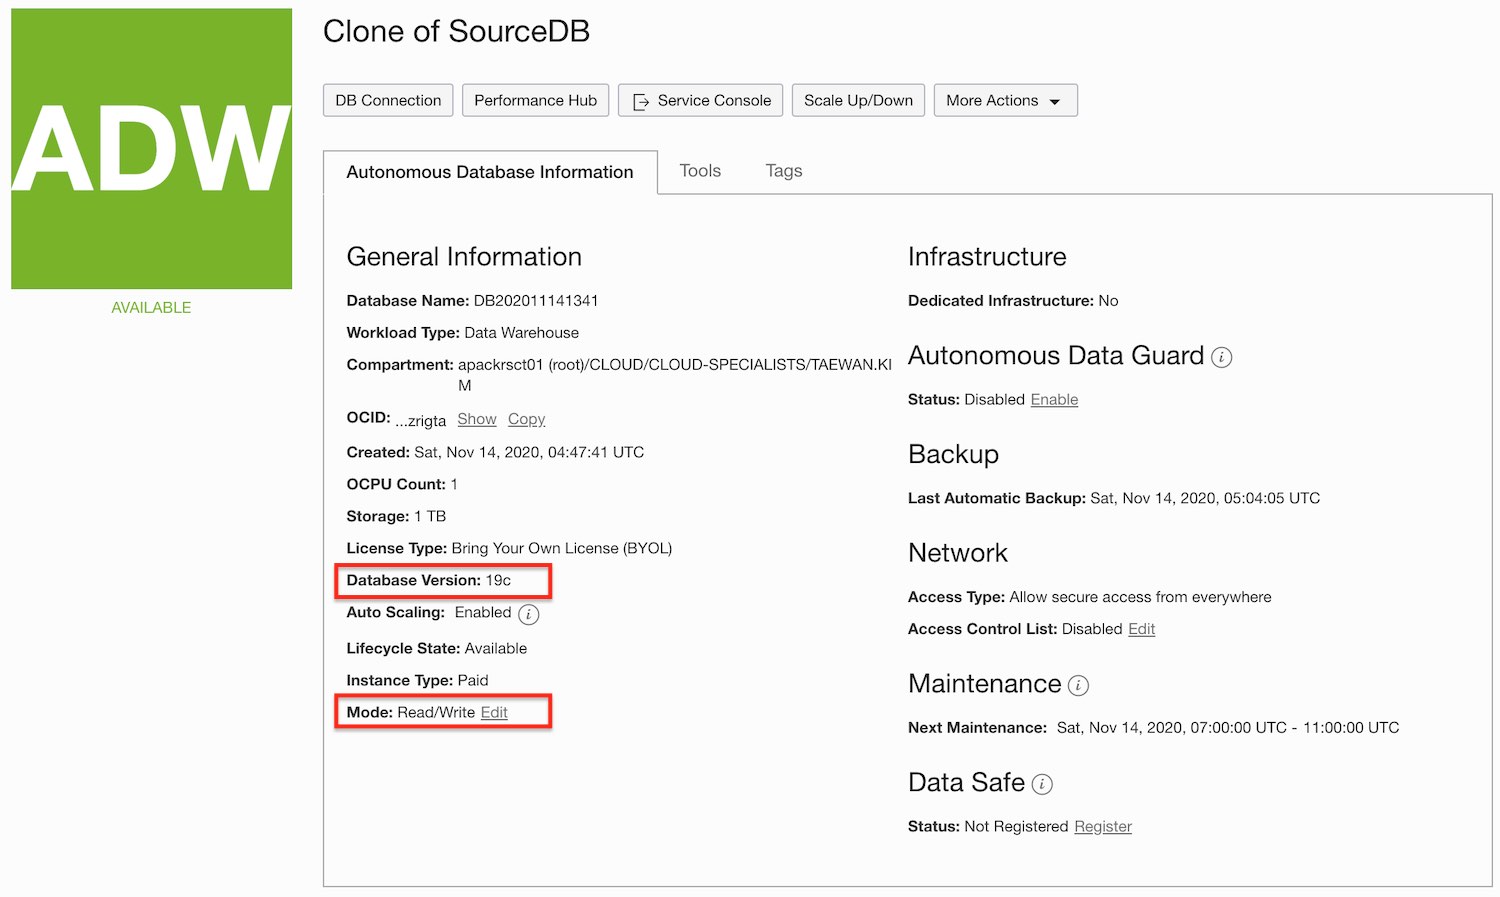 ADW
AVAILABLE
Clone of SourceDB
DB Connection
Performance Hub
Service Console
Scale Up/Down
More Actions
Autonomous Database Information
Tools
Tags
General Information
Database Name: DB202011141341
Workload Type: Data Warehouse
Compartment: apackrsct01 (root)/CLOUD/CLOUD-SPECIALISTS/TAEWAN.KI
M
OCID: ...zrigta Show Copy
Created: Sat, Nov 14, 2020, 04:47:41 UTC
OCPU Count: 1
Storage: 1 TB
License Type: Bring Your Own License (BYOL)
Database Version: 19c
Auto Scaling: Enabled i
Lifecycle State: Available
Instance Type: Paid
Mode: Read/Write Edit
Infrastructure
Dedicated Infrastructure: No
Autonomous Data Guard i
Status: Disabled Enable
Backup
Last Automatic Backup: Sat, Nov 14, 2020, 05:04:05 UTC
Network
Access Type: Allow secure access from everywhere
Access Control List: Disabled Edit
Maintenance i
Next Maintenance: Sat, Nov 14, 2020, 07:00:00 UTC - 11:00:00 UTC
Data Safe i
Status: Not Registered Register